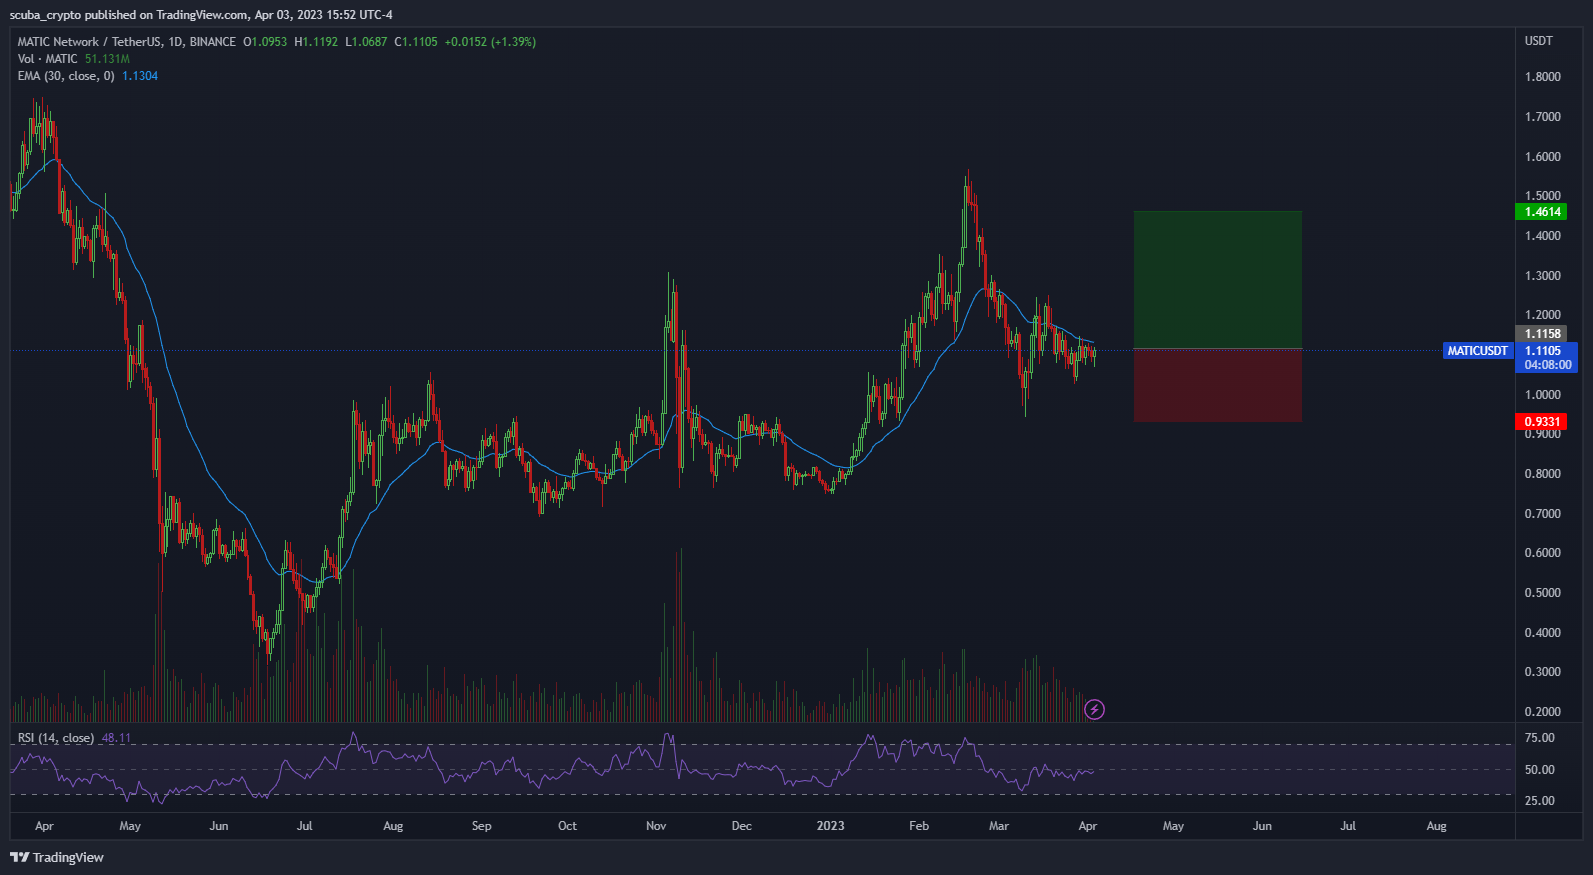 scuba_crypto published on TradingView.com, Apr 03, 2023 15:52 UTC-4
MATIC Network / TetherUS, 1D, BINANCE O1.0953 H1.1192 L1.0687 C1.1105 +0.0152 (+1.39%)
Vol · MATIC 51.131M
EMA (30, close, 0) 1.1304
USDT
1.8000
1.7000
1.6000
1.5000
1.4614
1.4000
1.3000
1.2000
1.1158
MATICUSDT 1.1105
04:08:00
1.0000
0.9331
0.9000
0.8000
0.7000
0.6000
0.5000
0.4000
0.3000
0.2000
RSI (14, close) 48.11
75.00
50.00
25.00
Apr May Jun Jul Aug Sep Oct Nov Dec 2023 Feb Mar Apr May Jun Jul Aug
TradingView